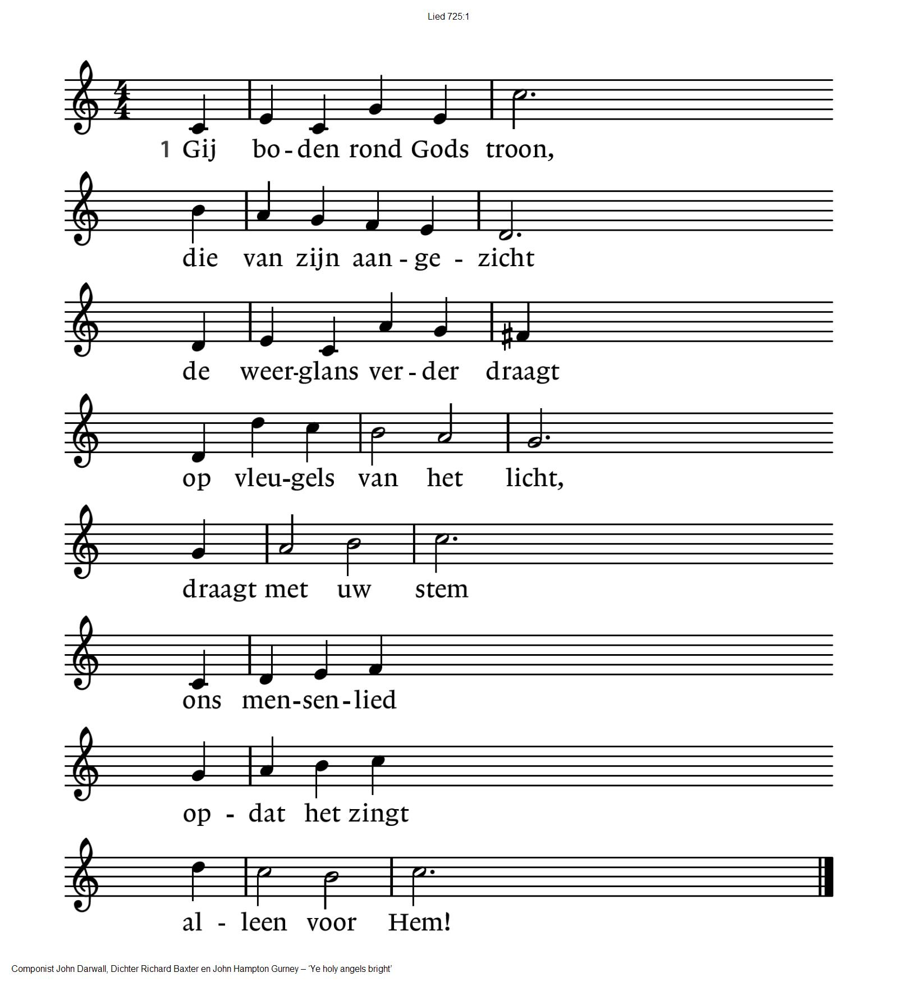 Lied 725:1
4
4
1 Gij bo-den rond Gods troon,
die van zijn aan-ge-zicht
de weer-glans ver-der draagt
op vleu-gels van het licht,
draagt met uw stem
ons men-sen-lied
op-dat het zingt
al-leen voor Hem!
Componist John Darwall, Dichter Richard Baxter en John Hampton Gurney – ‘Ye holy angels bright’